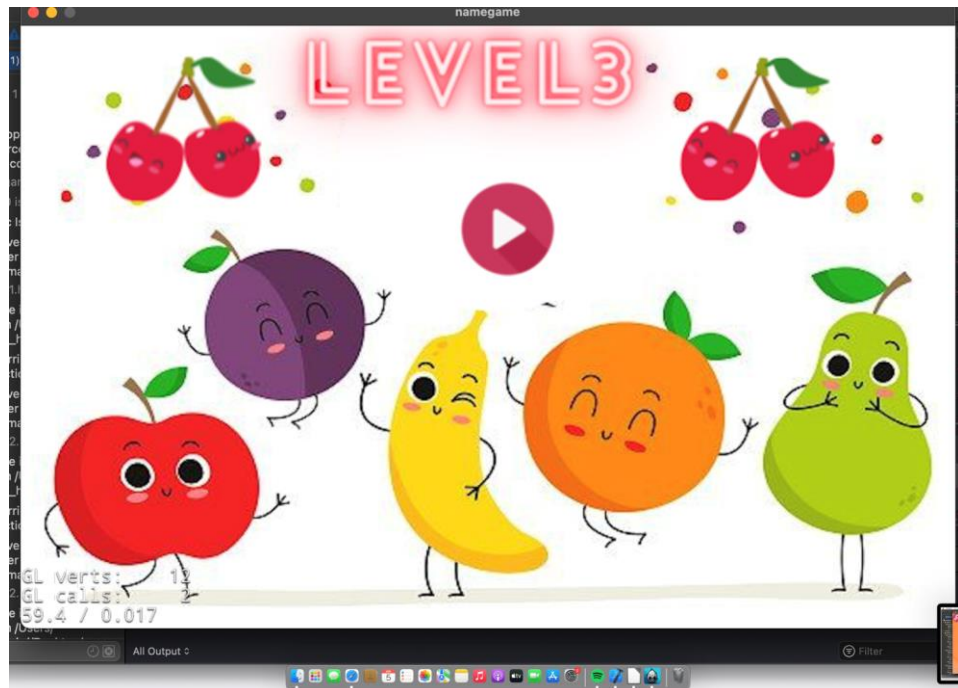 namegame
LEVEL3
GL verts: 12
GL calls: 2
59.4 / 0.017
All Output
Filter